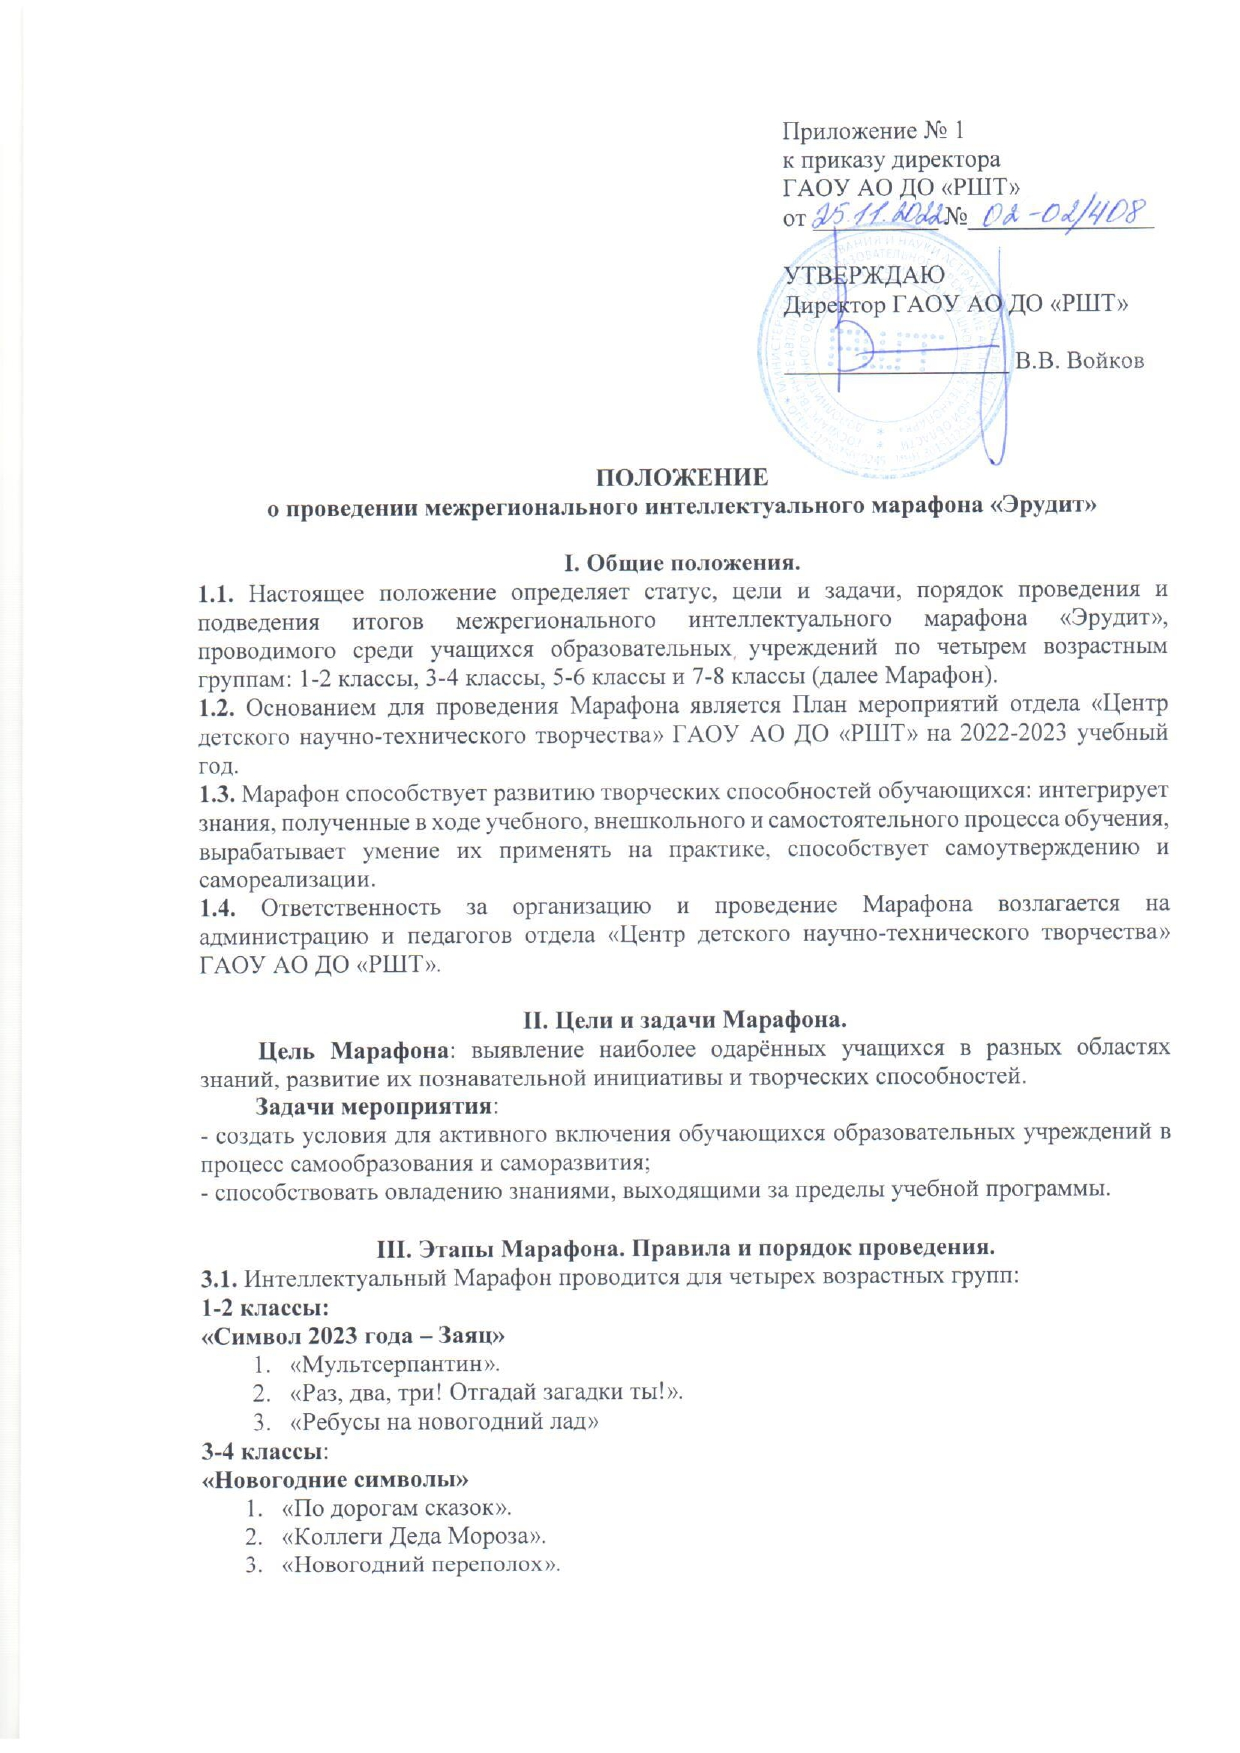 Приложение № 1
к приказу директора
ГАОУ АО ДО «РШТ»
от 25.11.2022 № 02-02/408
УТВЕРЖДАЮ
Директор ГАОУ АО ДО «РШТ»
В.В. Войков
ПОЛОЖЕНИЕ
о проведении межрегионального интеллектуального марафона «Эрудит»
I. Общие положения.
1.1. Настоящее положение определяет статус, цели и задачи, порядок проведения и
подведения итогов межрегионального интеллектуального марафона «Эрудит»,
проводимого среди учащихся образовательных учреждений по четырем возрастным
группам: 1-2 классы, 3-4 классы, 5-6 классы и 7-8 классы (далее Марафон).
1.2. Основанием для проведения Марафона является План мероприятий отдела «Центр
детского научно-технического творчества» ГАОУ АО ДО «РШТ» на 2022-2023 учебный
год.
1.3. Марафон способствует развитию творческих способностей обучающихся: интегрирует
знания, полученные в ходе учебного, внешкольного и самостоятельного процесса обучения,
вырабатывает умение их применять на практике, способствует самоутверждению и
самореализации.
1.4. Ответственность за организацию и проведение Марафона возлагается на
администрацию и педагогов отдела «Центр детского научно-технического творчества»
ГАОУ АО ДО «РШТ».
II. Цели и задачи Марафона.
Цель Марафона: выявление наиболее одарённых учащихся в разных областях
знаний, развитие их познавательной инициативы и творческих способностей.
Задачи мероприятия:
- создать условия для активного включения обучающихся образовательных учреждений в
процесс самообразования и саморазвития;
- способствовать овладению знаниями, выходящими за пределы учебной программы.
III. Этапы Марафона. Правила и порядок проведения.
3.1. Интеллектуальный Марафон проводится для четырех возрастных групп:
1-2 классы:
«Символ 2023 года – Заяц»
1. «Мультсерпантин».
2. «Раз, два, три! Отгадай загадки ты!».
3. «Ребусы на новогодний лад»
3-4 классы:
«Новогодние символы»
1. «По дорогам сказок».
2. «Коллеги Деда Мороза».
3. «Новогодний переполох».